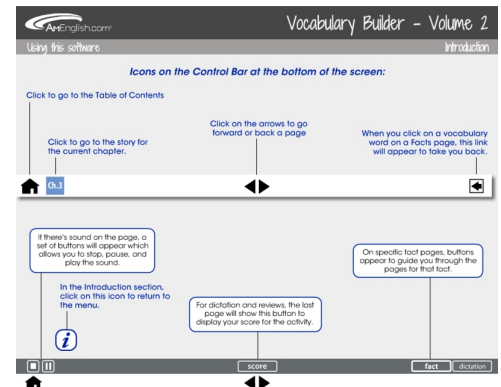 AMEnglish.com
Vocabulary Builder - Volume 2
Using this software
Introduction
Icons on the Control Bar at the bottom of the screen:
Click to go to the Table of Contents
Click to go to the story for
the current chapter.
Click on the arrows to go
forward or back a page
When you click on a vocabulary
word on a Facts page, this link
will appear to take you back.
Ch.3
If there's sound on the page, a
set of buttons will appear which
allows you to stop, pause, and
play the sound.
In the Introduction section,
click on this icon to return to
the menu.
i
For dictation and reviews, the last
page will show this button to
display your score for the activity.
On specific fact pages, buttons
appear to guide you through the
pages for that fact.
score
fact
dictation